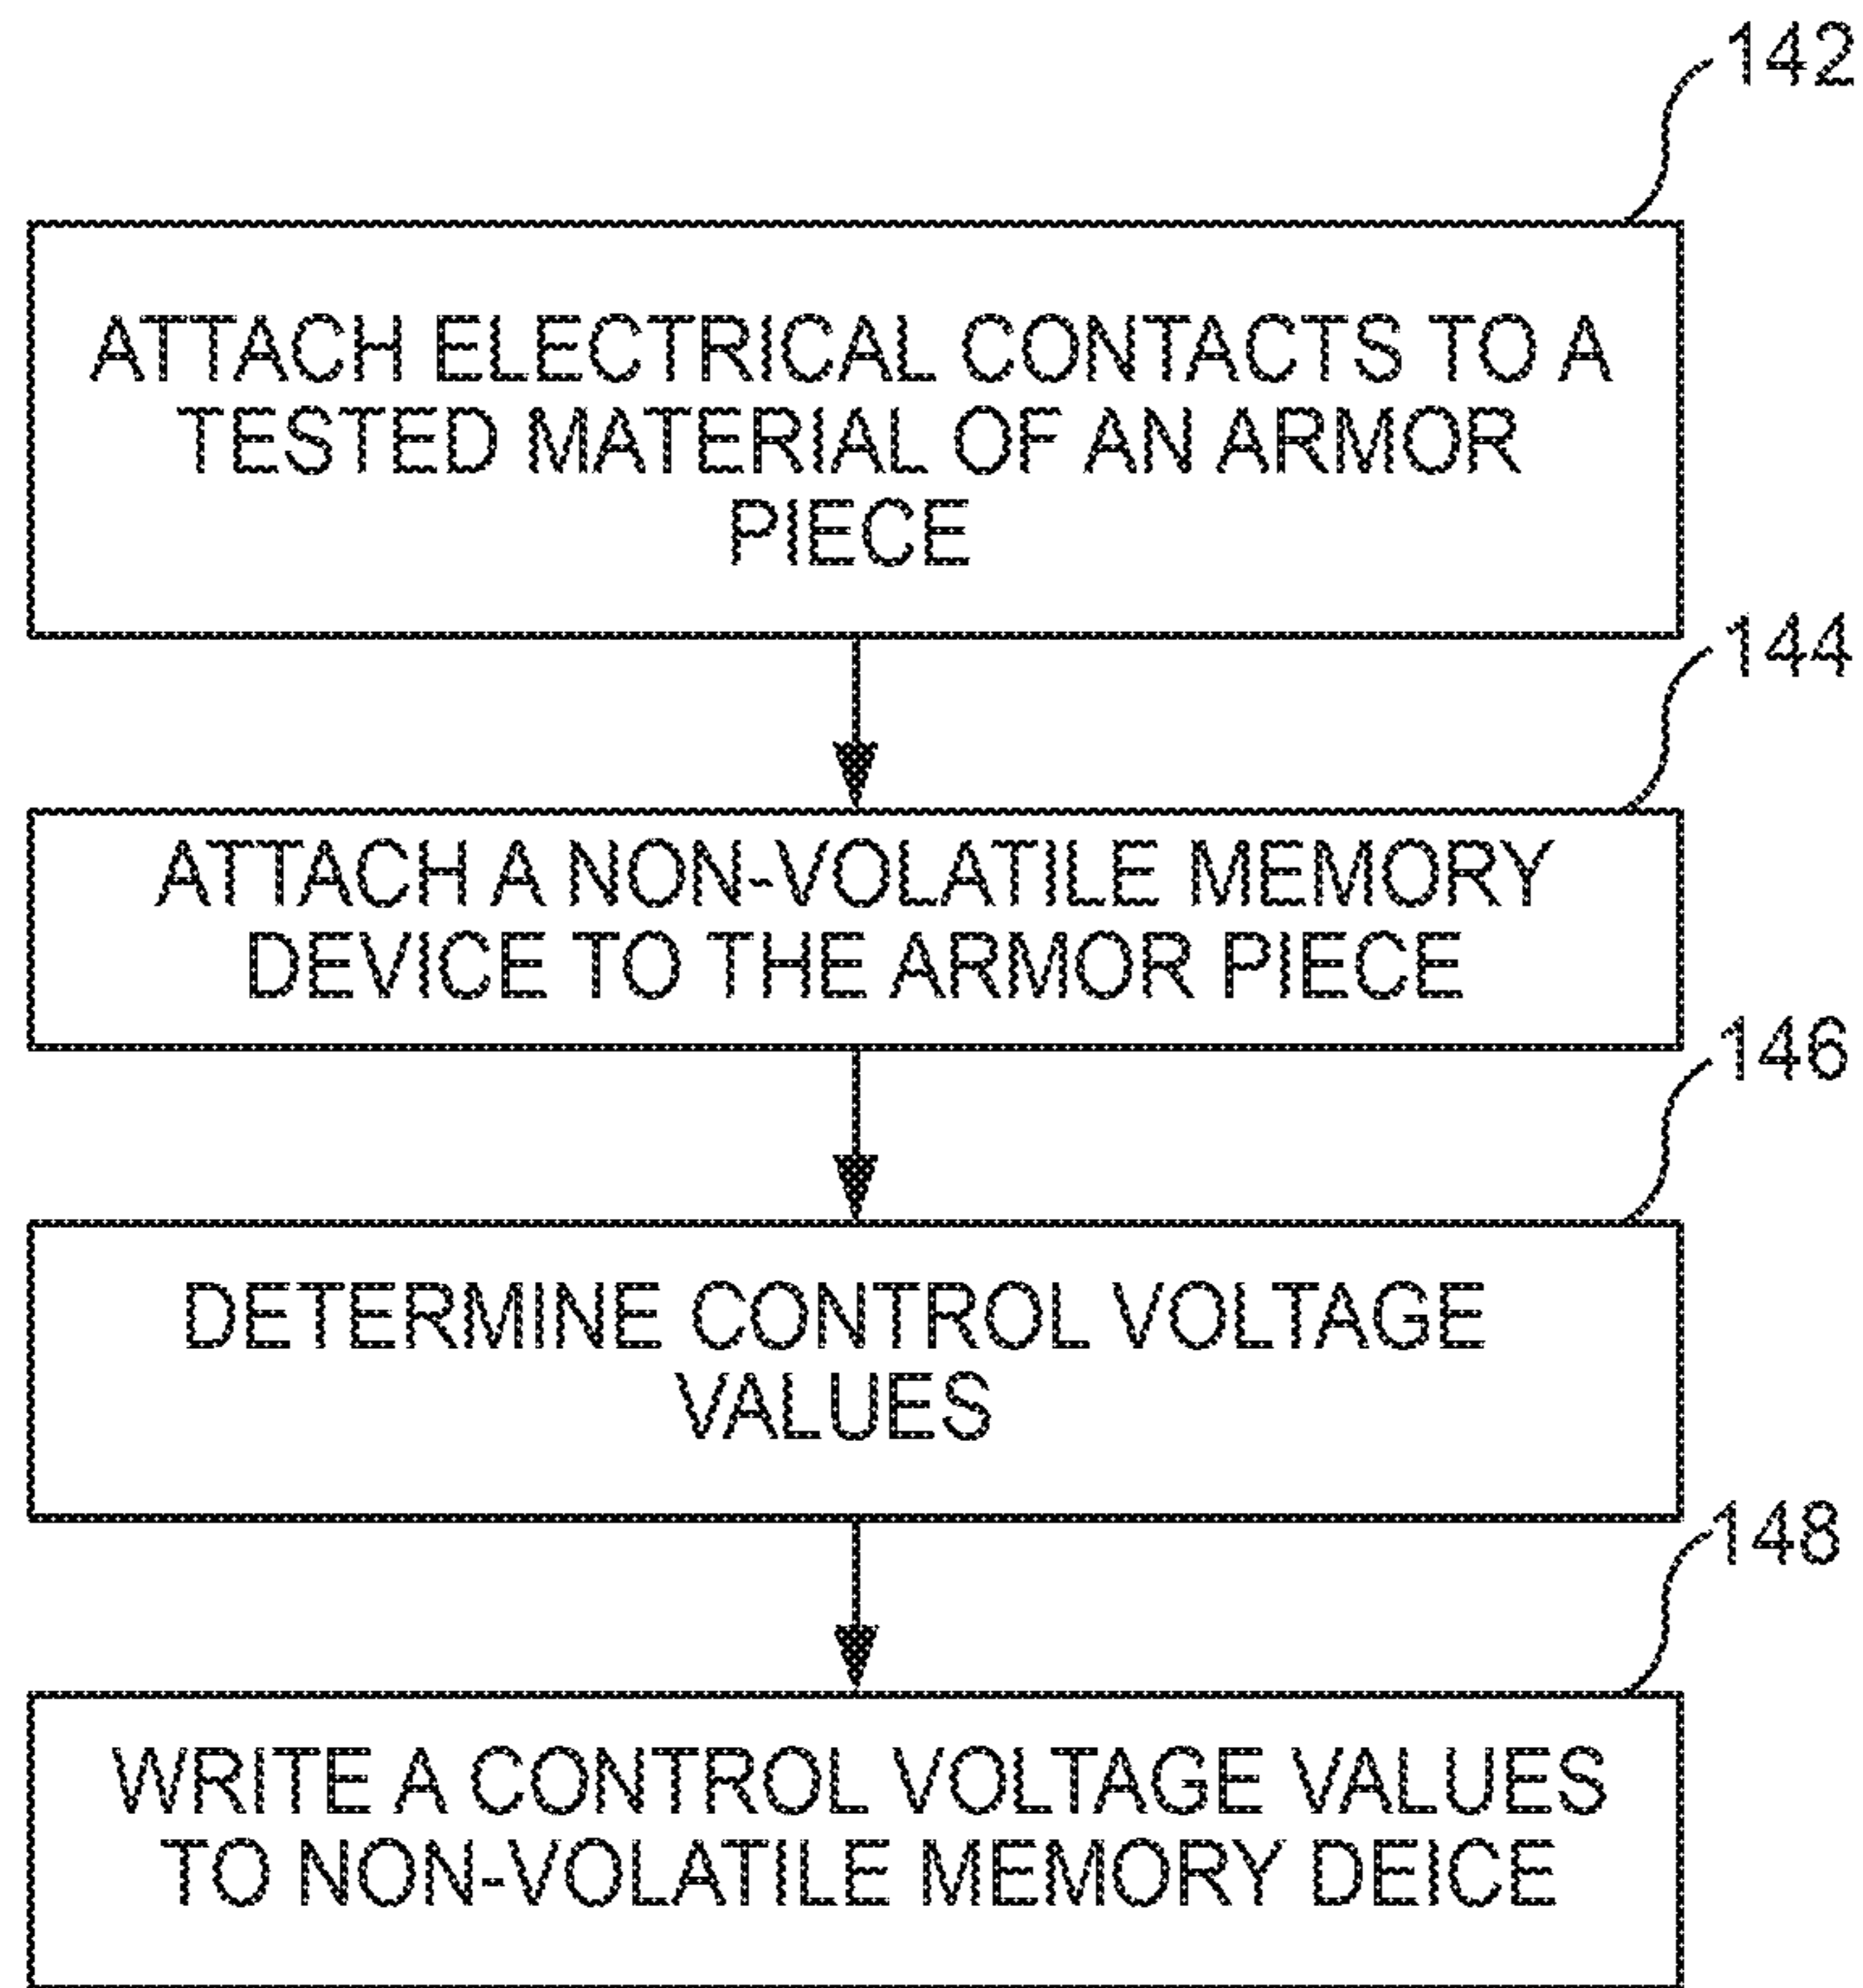 142
ATTACH ELECTRICAL CONTACTS TO A
TESTED MATERIAL OF AN ARMOR
PIECE
144
ATTACH A NON-VOLATILE MEMORY
DEVICE TO THE ARMOR PIECE
146
DETERMINE CONTROL VOLTAGE
VALUES
148
WRITE A CONTROL VOLTAGE VALUES
TO NON-VOLATILE MEMORY DEICE